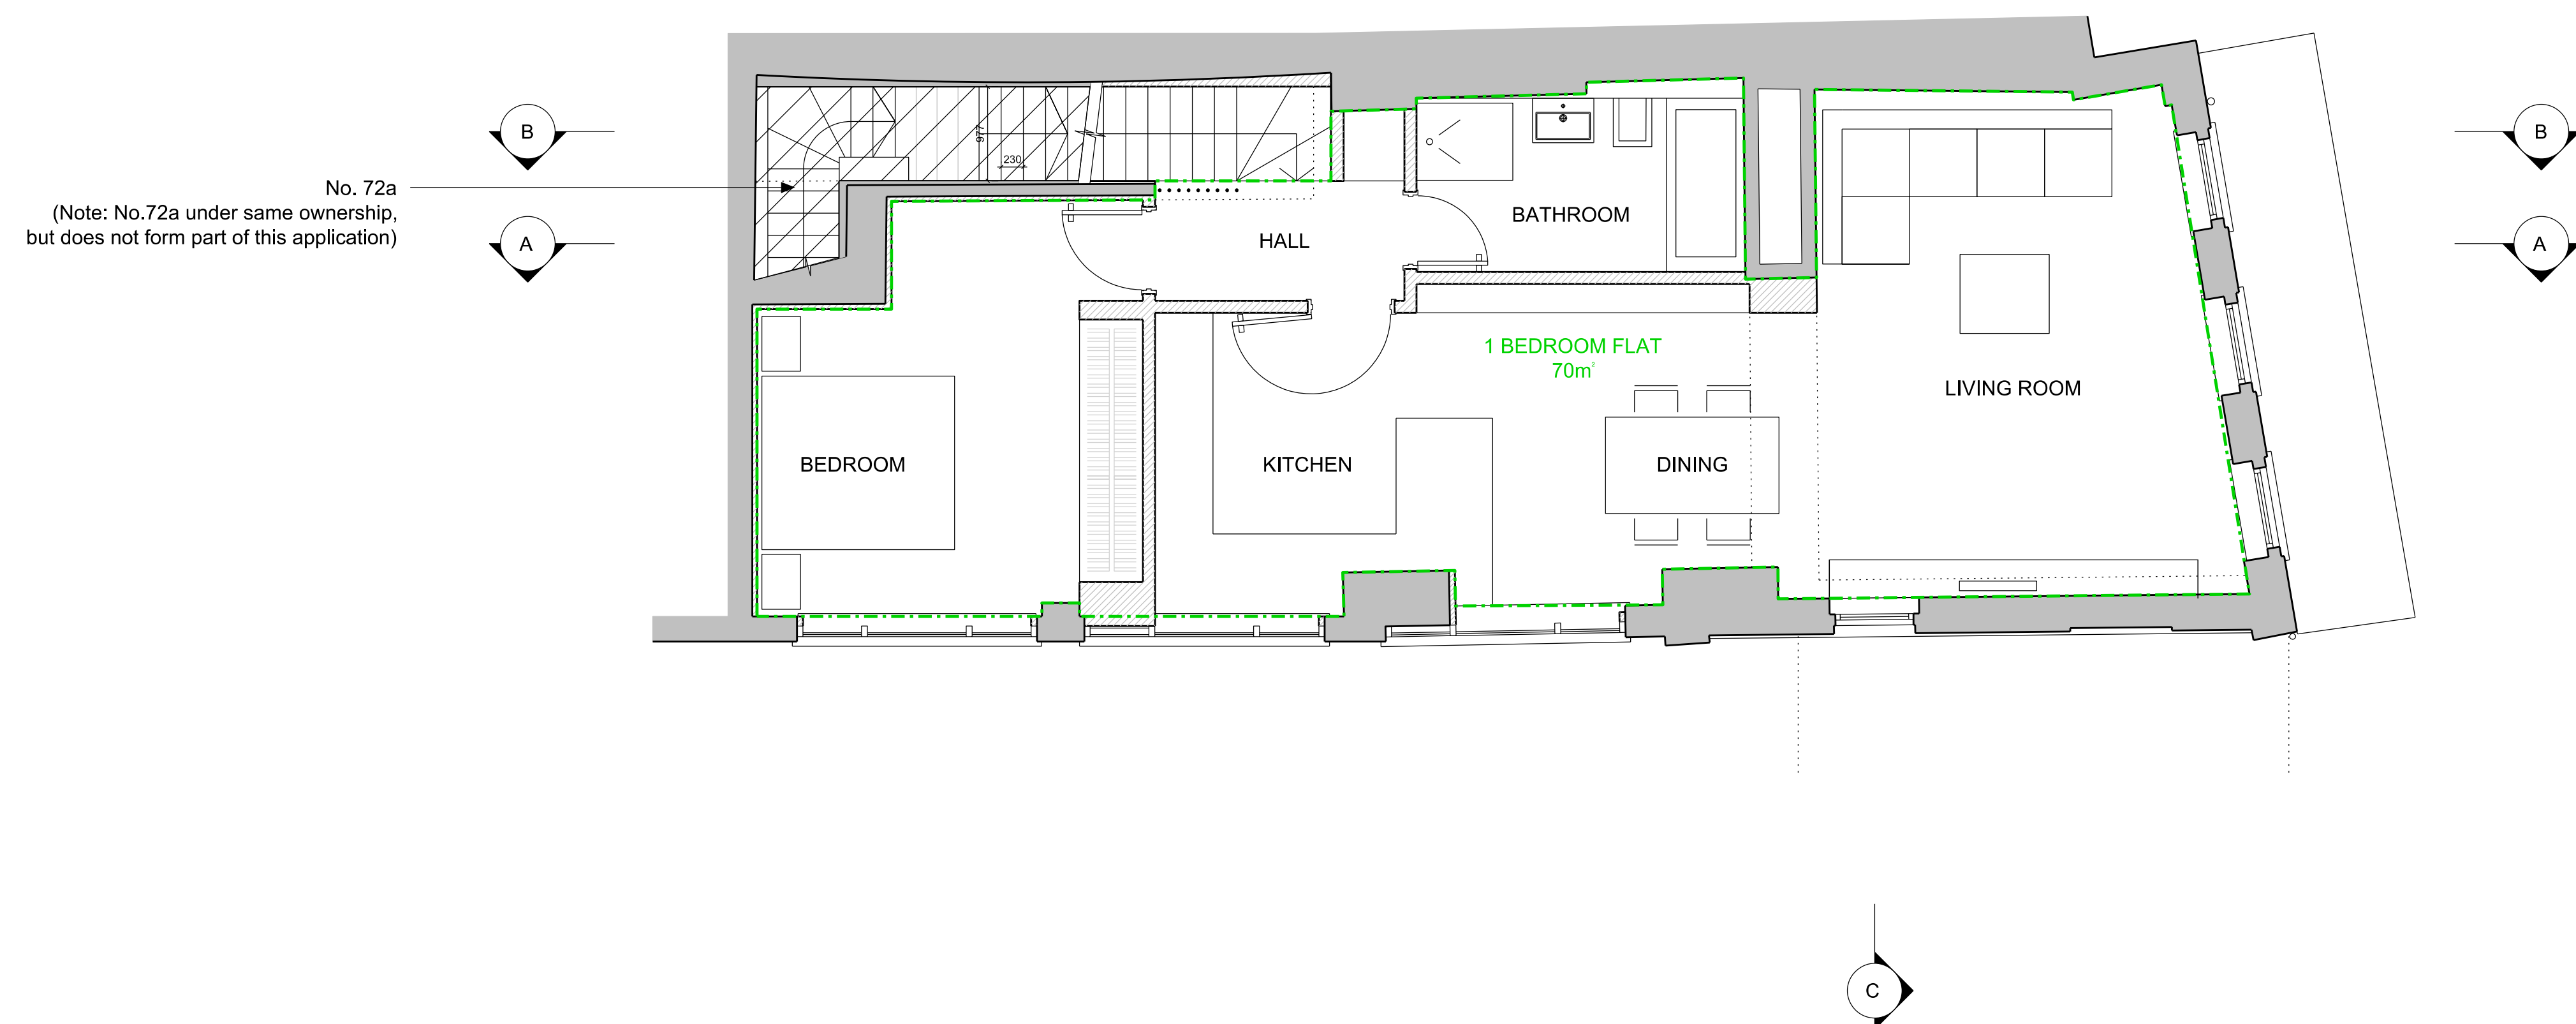 B
B
No. 72a
(Note: No.72a under same ownership,
but does not form part of this application)
A
A
977
230
HALL
BATHROOM
1 BEDROOM FLAT
70m²
LIVING ROOM
BEDROOM
KITCHEN
DINING
C